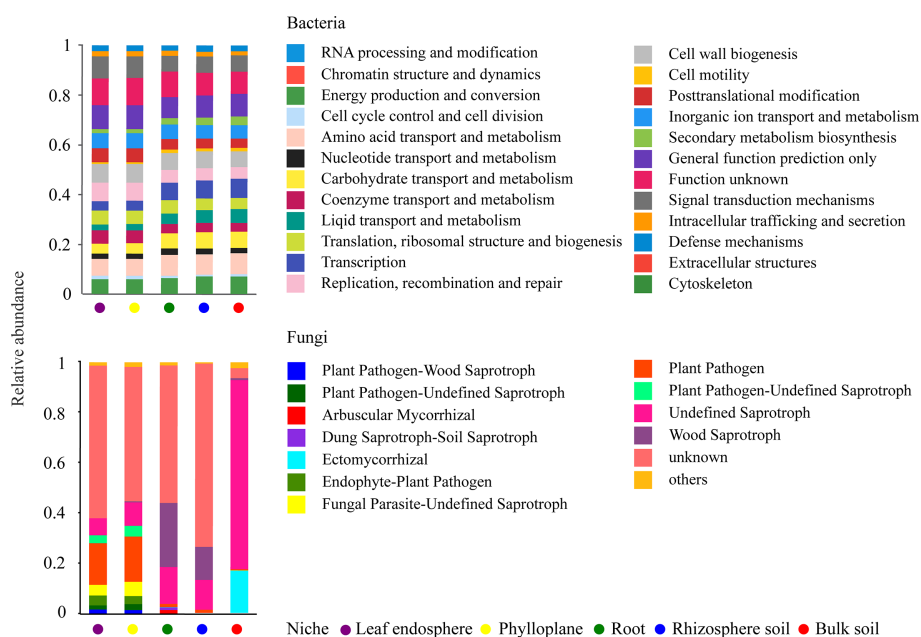 Bacteria
RNA processing and modification
Chromatin structure and dynamics
Energy production and conversion
Cell cycle control and cell division
Amino acid transport and metabolism
Nucleotide transport and metabolism
Carbohydrate transport and metabolism
Coenzyme transport and metabolism
Liqid transport and metabolism
Translation, ribosomal structure and biogenesis
Transcription
Replication, recombination and repair
Cell wall biogenesis
Cell motility
Posttranslational modification
Inorganic ion transport and metabolism
Secondary metabolism biosynthesis
General function prediction only
Function unknown
Signal transduction mechanisms
Intracellular trafficking and secretion
Defense mechanisms
Extracellular structures
Cytoskeleton
1
0.8
0.6
0.4
0.2
0
Relative abundance
Fungi
Plant Pathogen-Wood Saprotroph
Plant Pathogen-Undefined Saprotroph
Arbuscular Mycorrhizal
Dung Saprotroph-Soil Saprotroph
Ectomycorrhizal
Endophyte-Plant Pathogen
Fungal Parasite-Undefined Saprotroph
Plant Pathogen
Plant Pathogen-Undefined Saprotroph
Undefined Saprotroph
Wood Saprotroph
unknown
others
1
0.8
0.6
0.4
0.2
0
Niche Leaf endosphere Phylloplane Root Rhizosphere soil Bulk soil